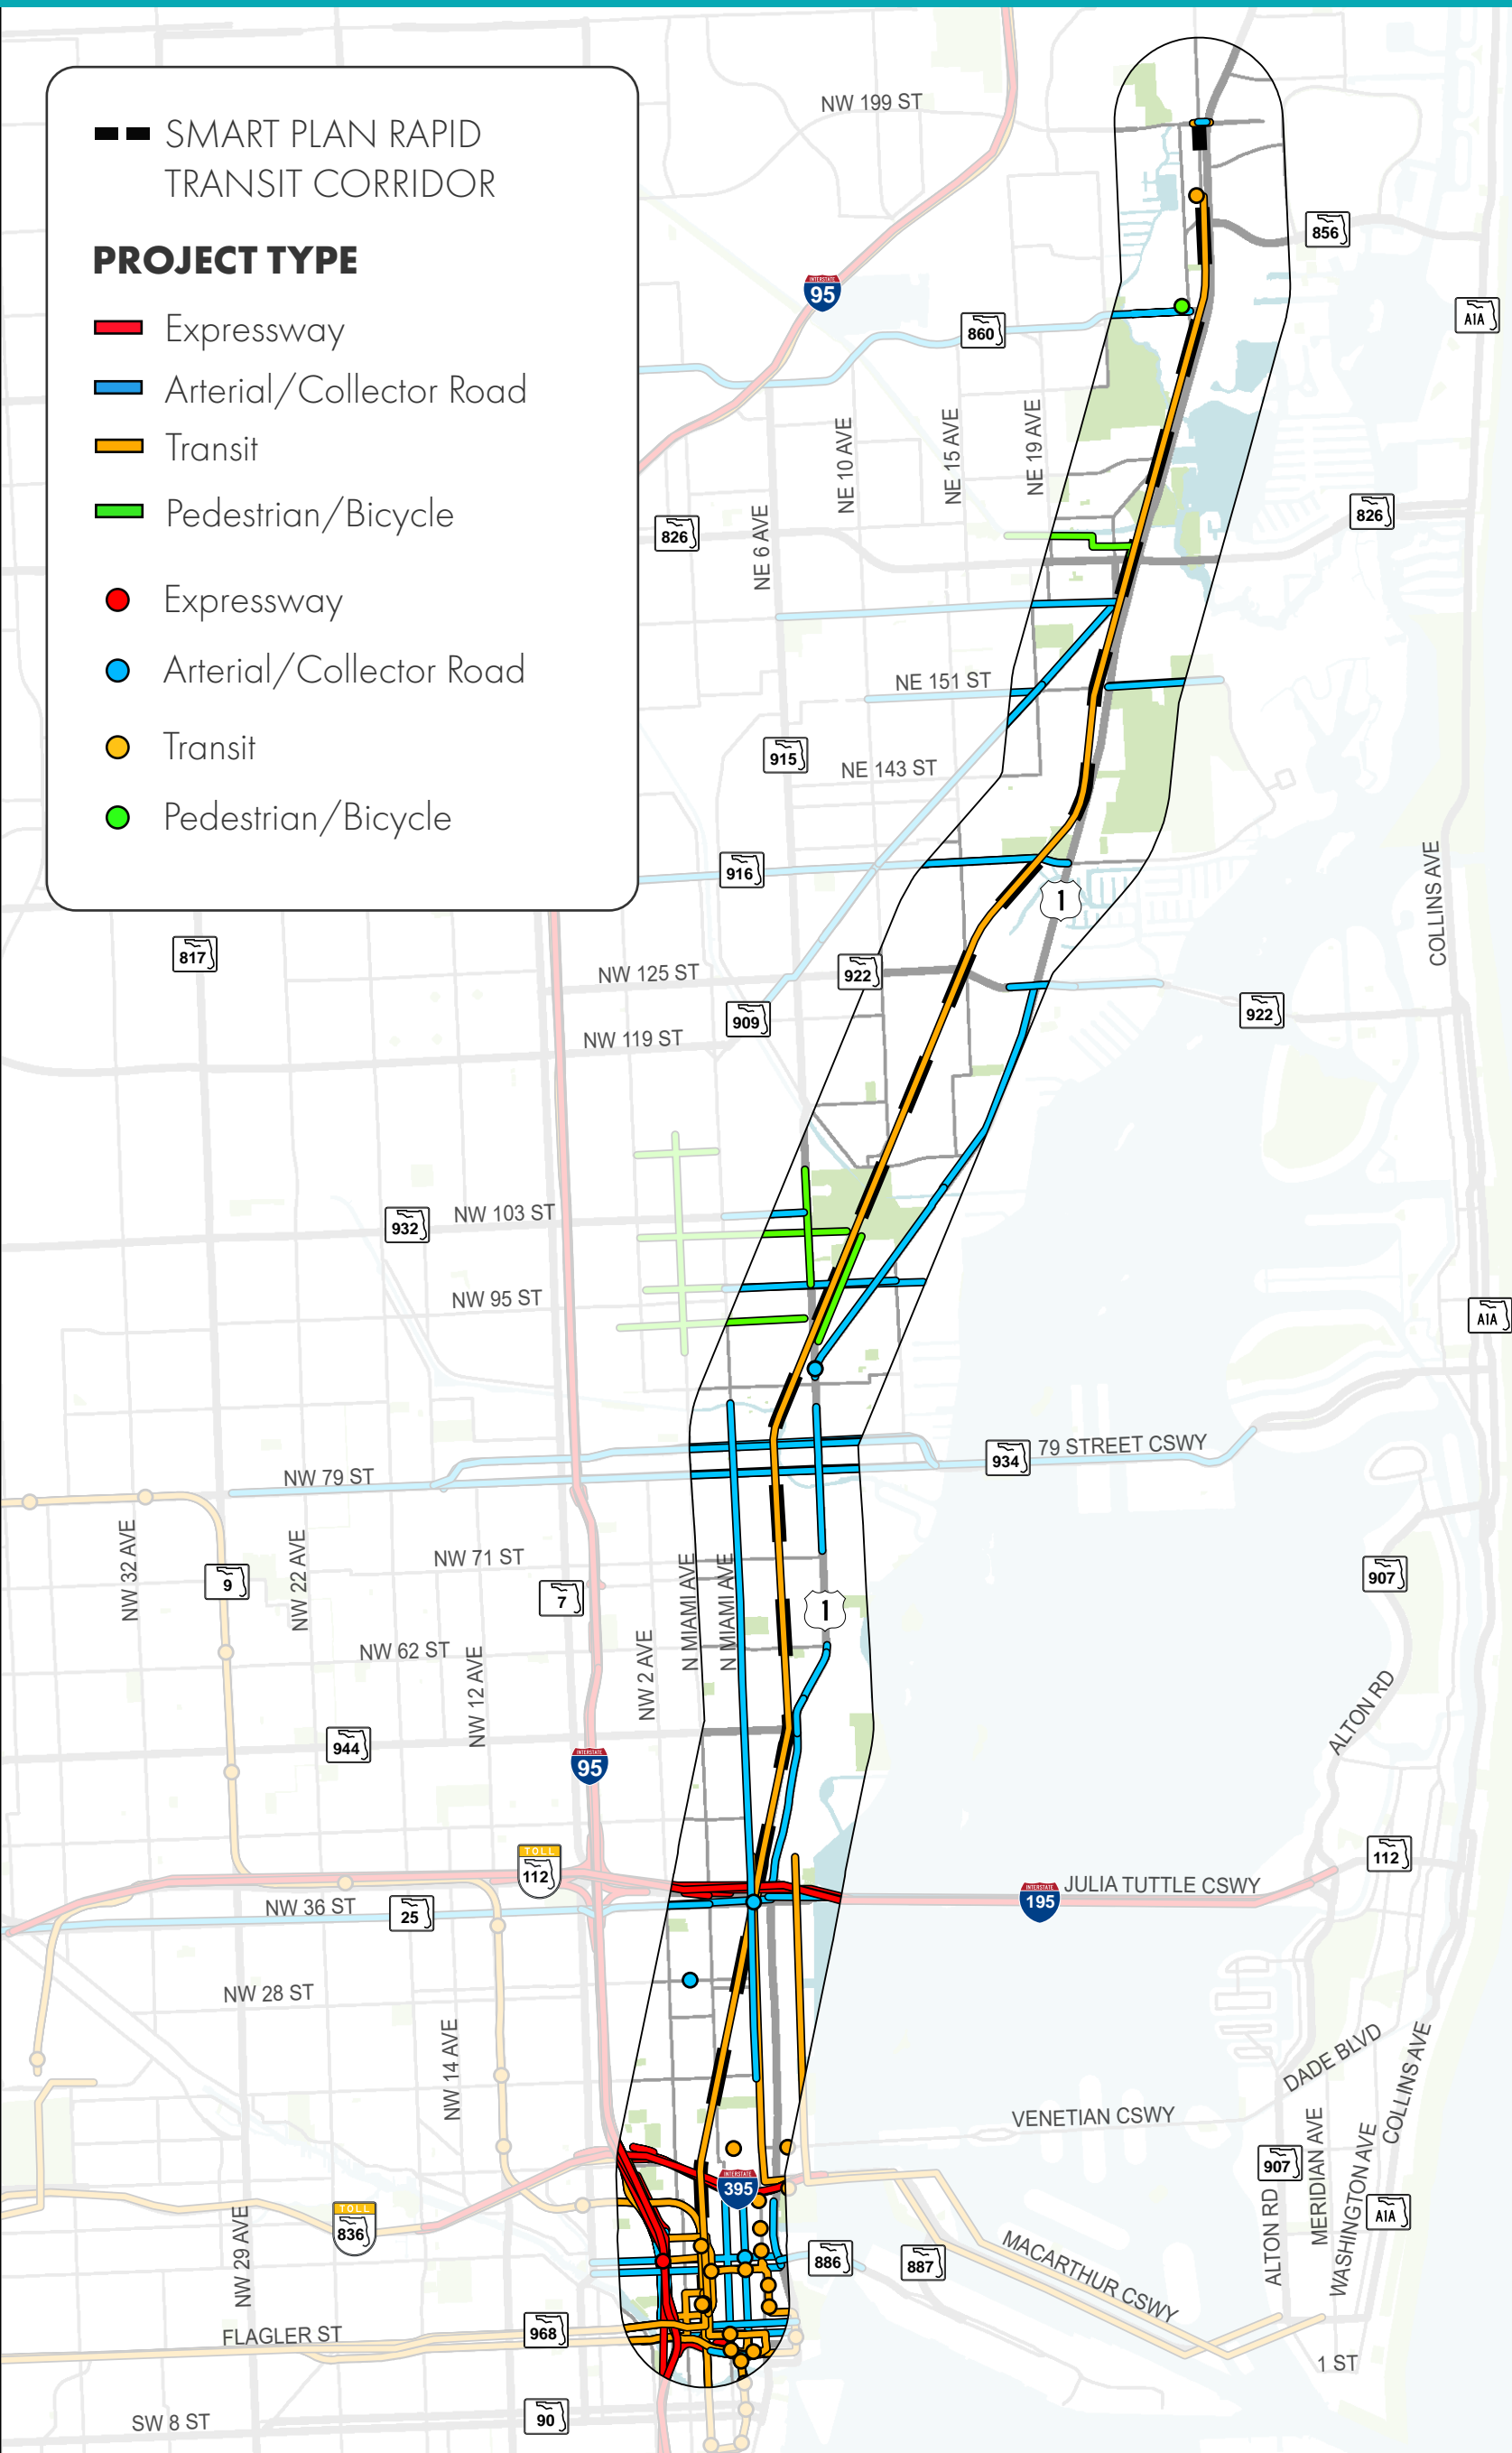 SMART PLAN RAPID
TRANSIT CORRIDOR
PROJECT TYPE
Expressway
Arterial/Collector Road
Transit
Pedestrian/Bicycle
Expressway
Arterial/Collector Road
Transit
Pedestrian/Bicycle
NW 199 ST
856
INTERSTATE
95
A1A
860
NE 10 AVE
NE 15 AVE
NE 19 AVE
826
826
NE 6 AVE
NE 151 ST
915
NE 143 ST
916
1
COLLINS AVE
817
NW 125 ST
922
909
922
NW 119 ST
932
NW 103 ST
NW 95 ST
A1A
79 STREET CSWY
934
NW 79 ST
NW 32 AVE
NW 22 AVE
NW 71 ST
N MIAMI AVE
N MIAMI AVE
9
7
907
1
NW 62 ST
NW 12 AVE
NW 2 AVE
ALTON RD
944
INTERSTATE
95
TOLL
112
112
JULIA TUTTLE CSWY
INTERSTATE
195
NW 36 ST
25
NW 28 ST
NW 14 AVE
DADE BLVD
COLLINS AVE
VENETIAN CSWY
MERIDIAN AVE
WASHINGTON AVE
907
INTERSTATE
395
TOLL
836
A1A
NW 29 AVE
ALTON RD
886
887
MACARTHUR CSWY
968
FLAGLER ST
1 ST
90
SW 8 ST